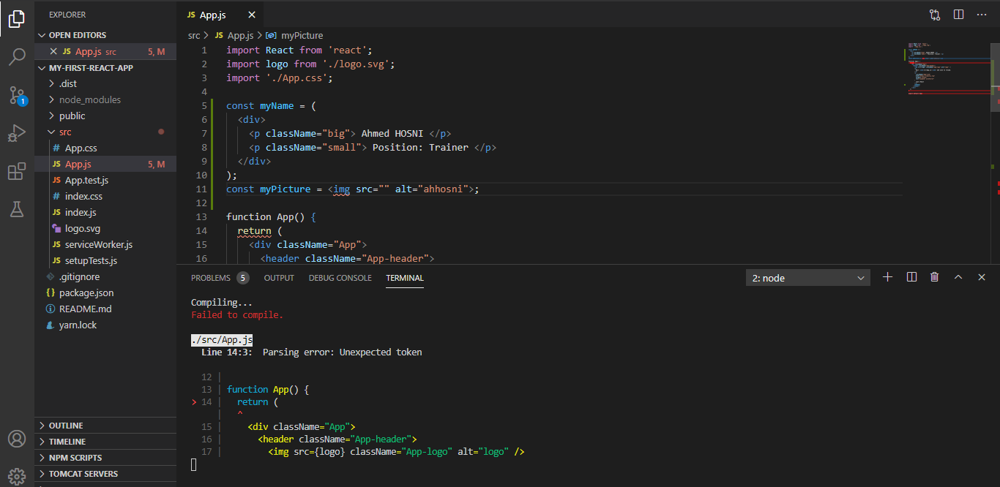 EXPLORER
OPEN EDITORS
JS App.js src 5, M
MY-FIRST-REACT-APP
.dist
node_modules
public
src
# App.css
JS App.js 5, M
JS App.test.js
# index.css
JS index.js
logo.svg
JS serviceWorker.js
JS setupTests.js
.gitignore
{} package.json
README.md
yarn.lock
OUTLINE
TIMELINE
NPM SCRIPTS
TOMCAT SERVERS
1
JS App.js
src > JS App.js > myPicture
1 import React from 'react';
2 import logo from './logo.svg';
3 import './App.css';
4
5 const myName = (
6 <div>
7 <p className="big"> Ahmed HOSNI </p>
8 <p className="small"> Position: Trainer </p>
9 </div>
10 );
11 const myPicture = <img src="" alt="ahhosni">;
12
13 function App() {
14 return (
15 <div className="App">
16 <header className="App-header">
PROBLEMS 5 OUTPUT DEBUG CONSOLE TERMINAL 2: node
Compiling...
Failed to compile.
./src/App.js
Line 14:3: Parsing error: Unexpected token
12 |
13 | function App() {
> 14 | return (
| ^
15 | <div className="App">
16 | <header className="App-header">
17 | <img src={logo} className="App-logo" alt="logo" />